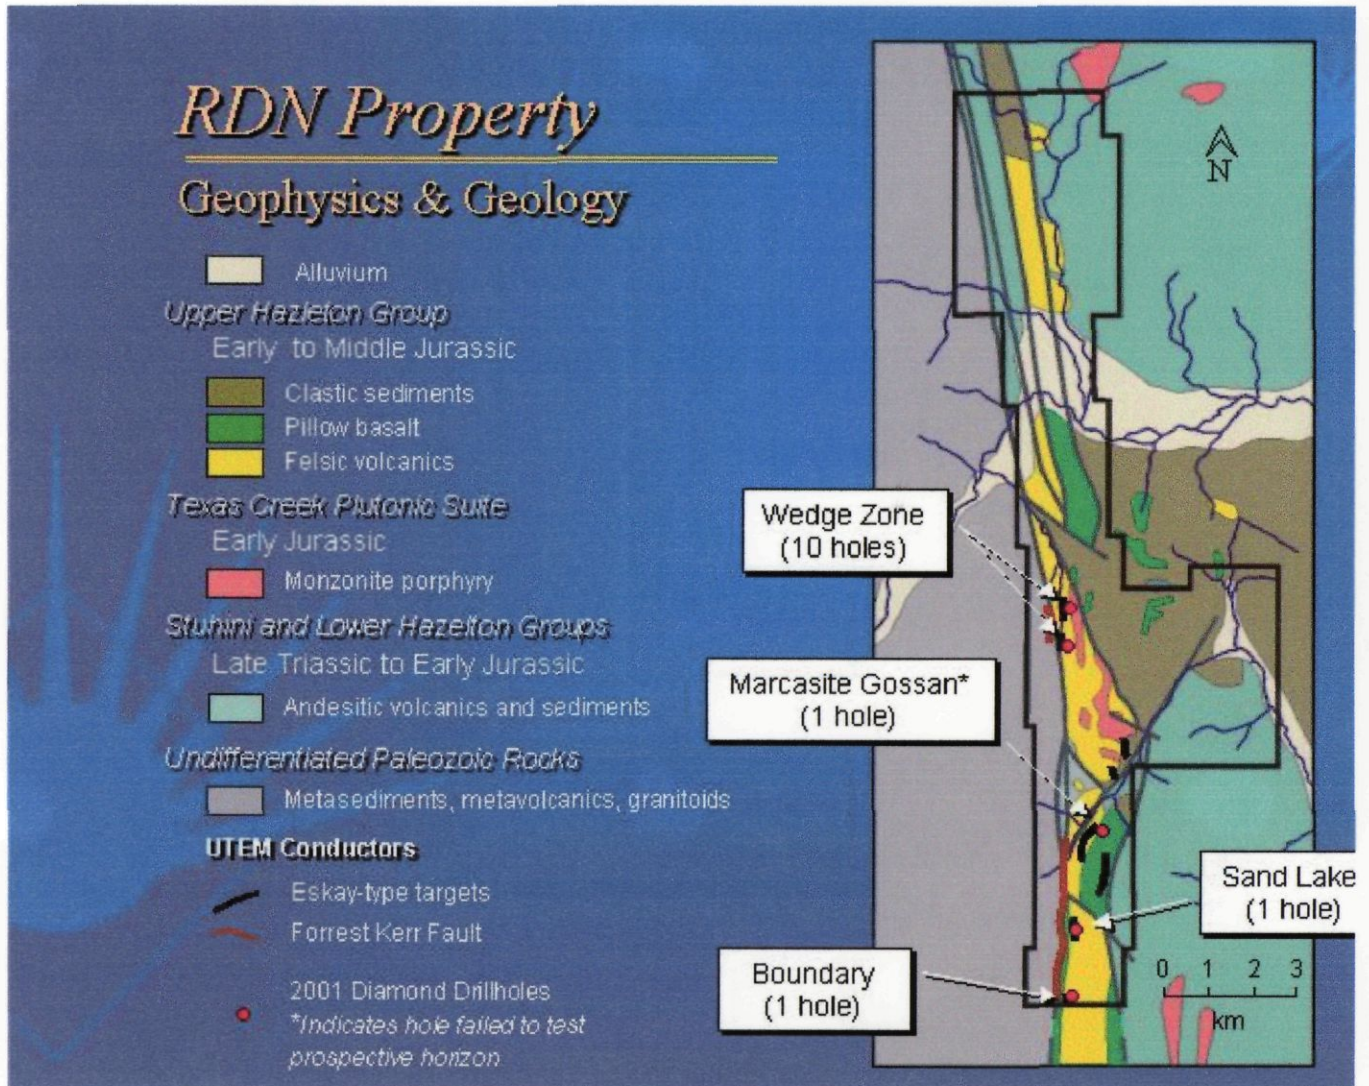 RDN Property
Geophysics & Geology
Alluvium
Upper Hazleton Group
Early to Middle Jurassic
Clastic sediments
Pillow basalt
Felsic volcanics
Texas Creek Plutonic Suite
Early Jurassic
Monzonite porphyry
Stuhini and Lower Hazelton Groups
Late Triassic to Early Jurassic
Andesitic volcanics and sediments
Undifferentiated Paleozoic Rocks
Metasediments, metavolcanics, granitoids
UTEM Conductors
Eskay-type targets
Forrest Kerr Fault
2001 Diamond Drillholes
*Indicates hole failed to test
prospective horizon
N
Wedge Zone
(10 holes)
Marcasite Gossan*
(1 hole)
Sand Lake
(1 hole)
Boundary
(1 hole)
0 1 2 3
km